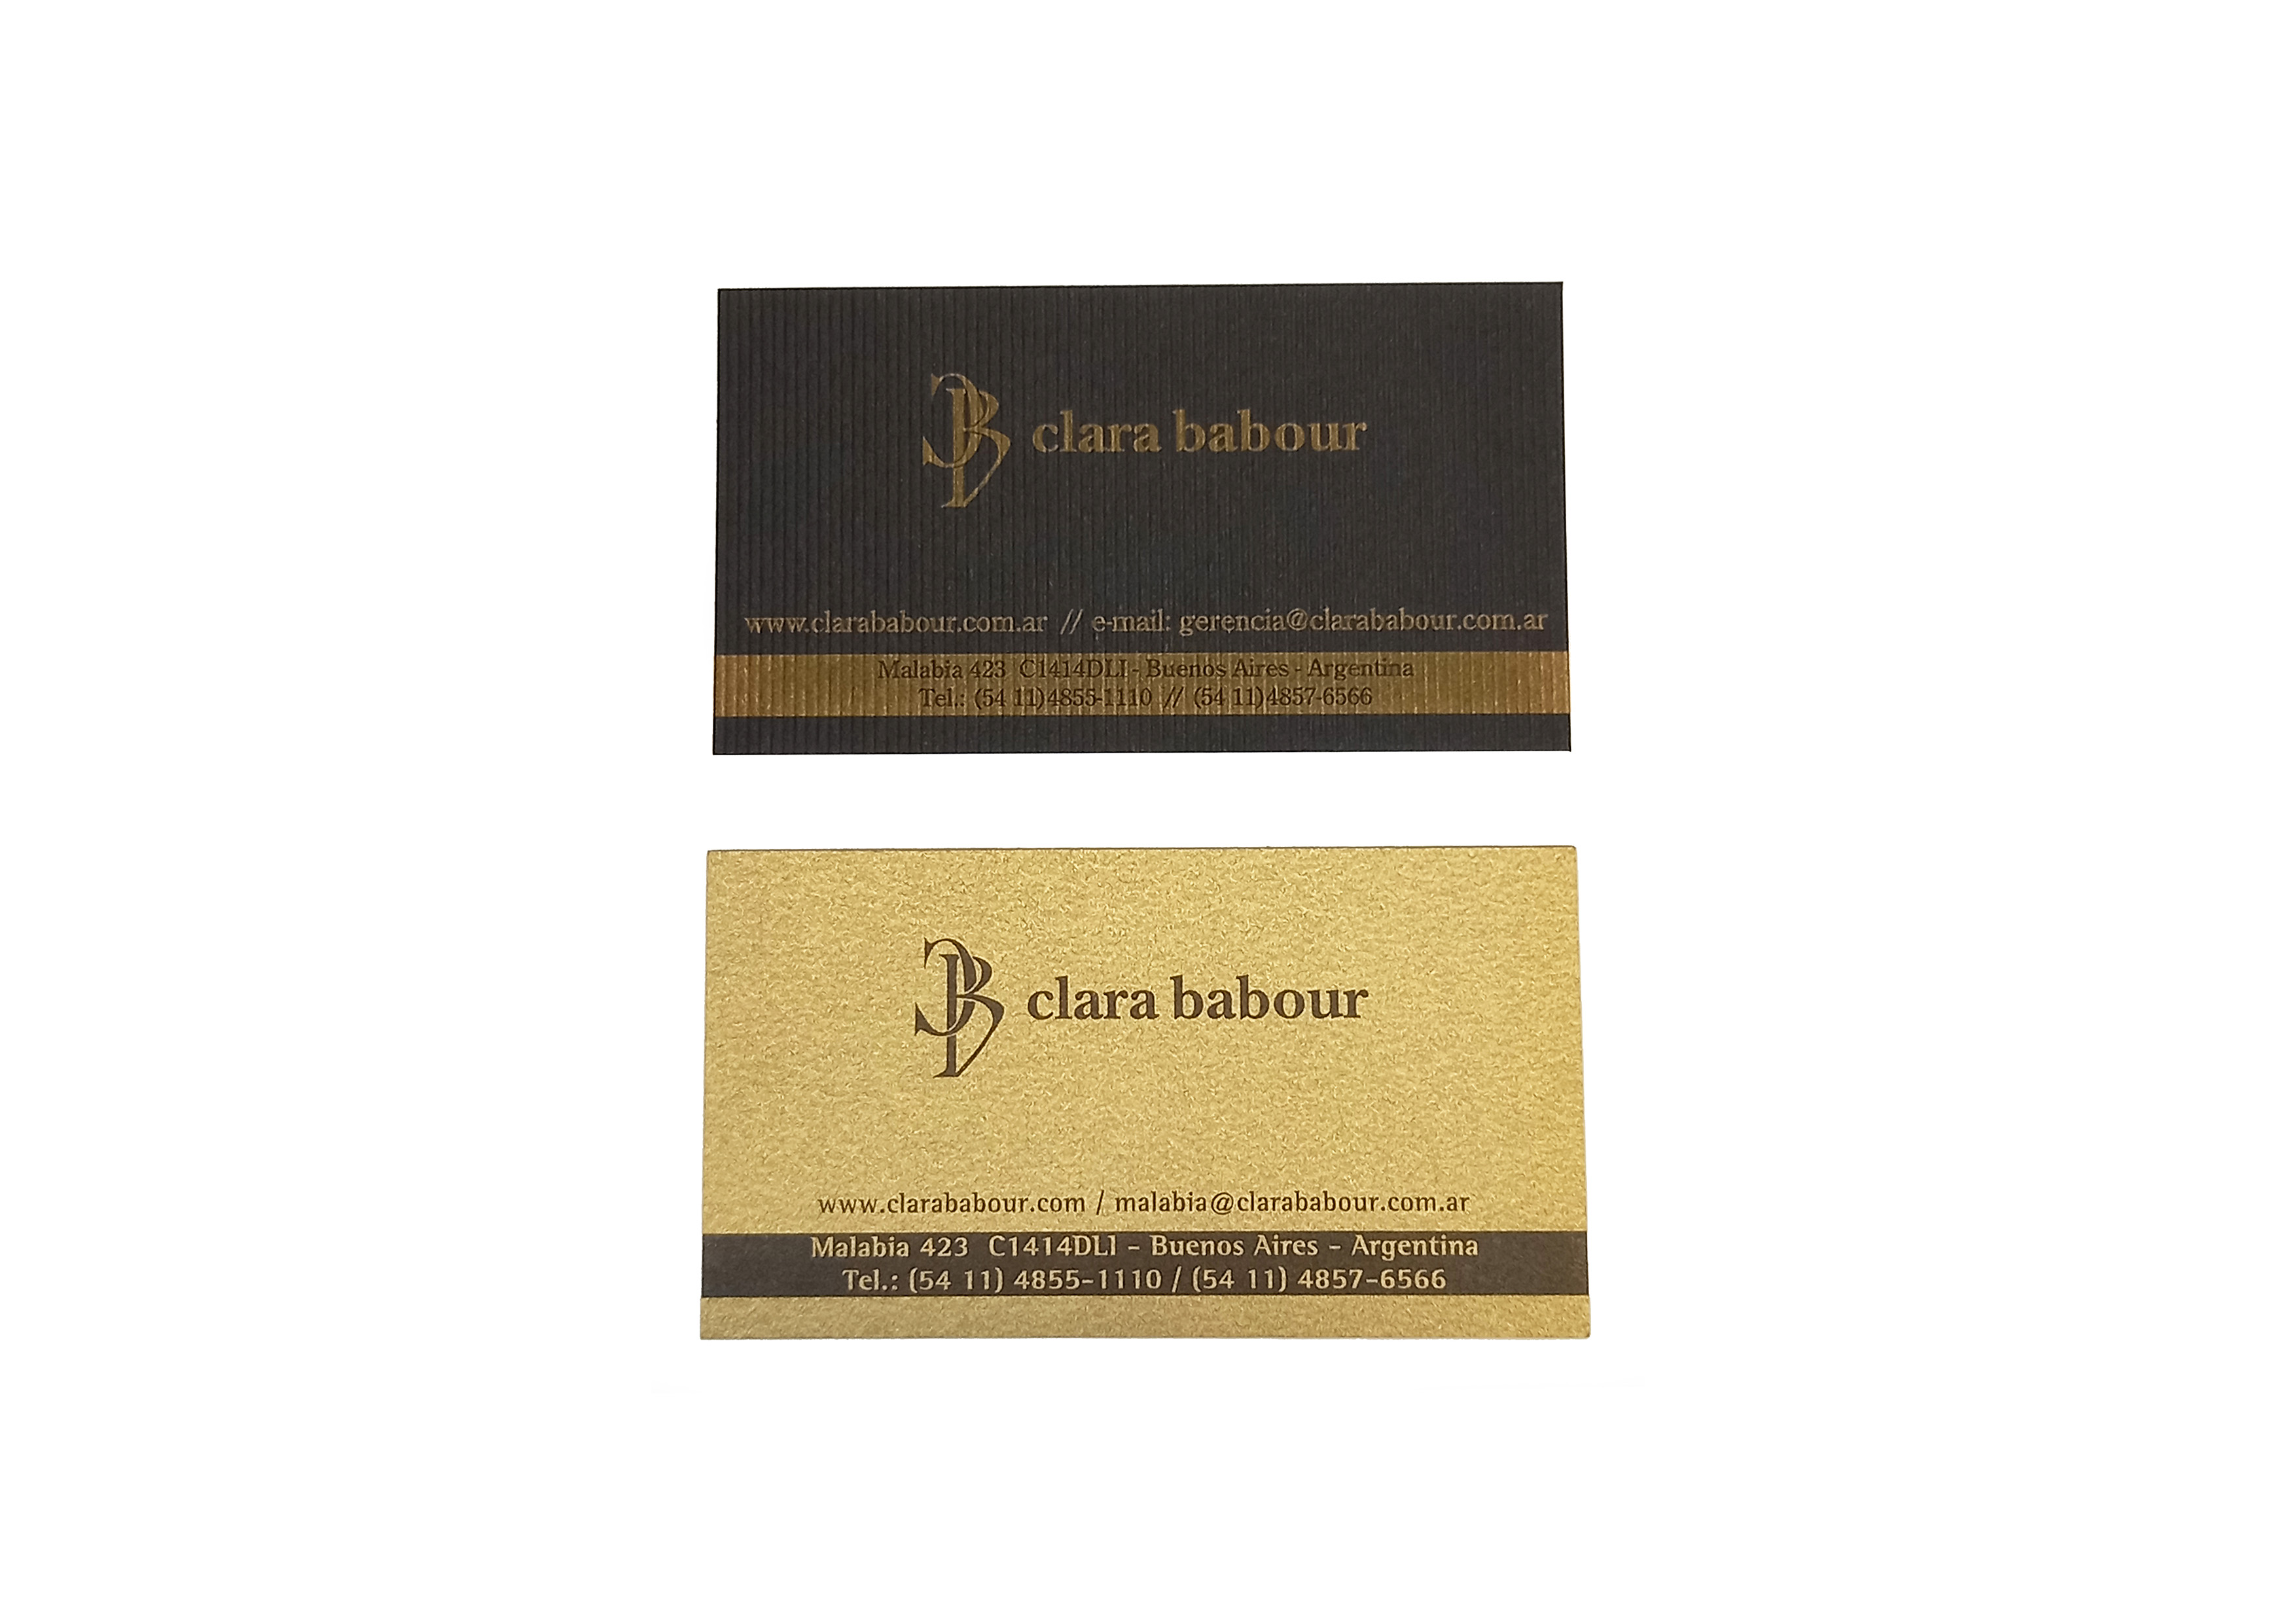 CB clara babour
www.clarababour.com.ar // e-mail: gerencia@clarababour.com.ar
Malabia 423 C1414DLI - Buenos Aires - Argentina
Tel.: (54 11)4855-1110 // (54 11)4857-6566
CB clara babour
www.clarababour.com / malabia@clarababour.com.ar
Malabia 423 C1414DLI - Buenos Aires - Argentina
Tel.: (54 11) 4855-1110 / (54 11) 4857-6566